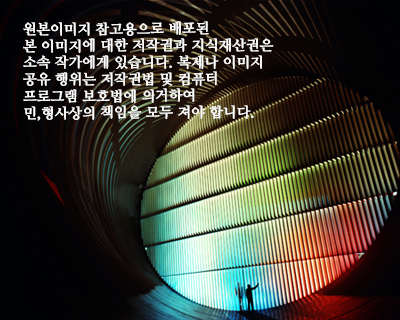 원본이미지 참고용으로 배포된
본 이미지에 대한 저작권과 지식재산권은
소속 작가에게 있습니다. 복제나 이미지
공유 행위는 저작권법 및 컴퓨터
프로그램 보호법에 의거하여
민,형사상의 책임을 모두 져야 합니다.